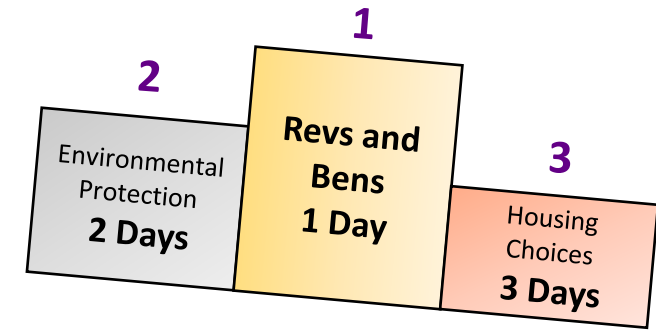 2
Environmental
Protection
2 Days
1
Revs and
Bens
1 Day
3
Housing
Choices
3 Days